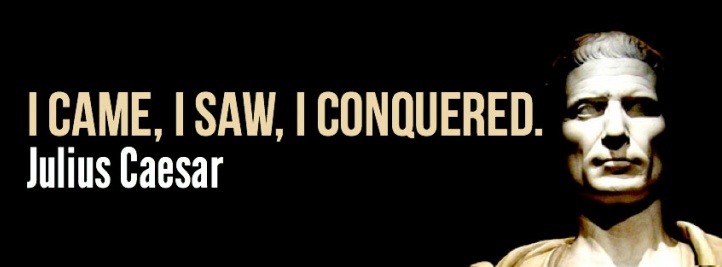 I CAME, I SAW, I CONQUERED.
Julius Caesar